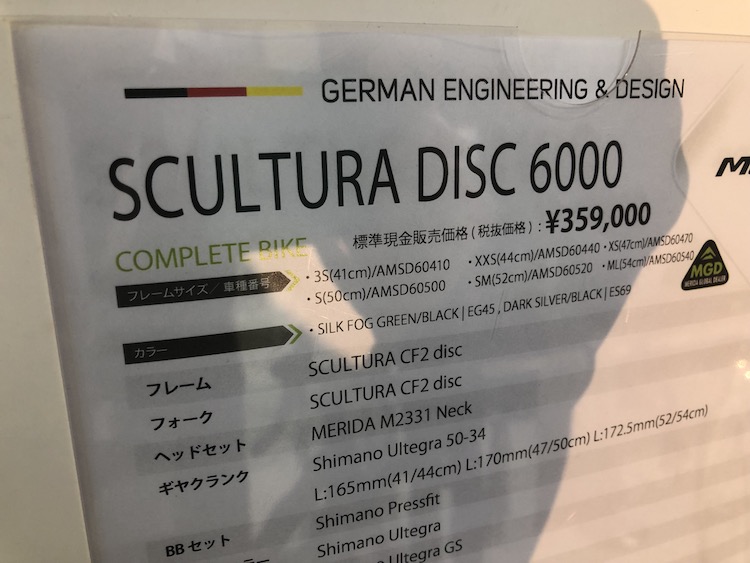 GERMAN ENGINEERING & DESIGN
SCULTURA DISC 6000
標準現金販売価格(税抜価格):¥359,000
COMPLETE BIKE
フレームサイズ/車種番号
・3S(41cm)/AMSD60410 ・XXS(44cm)/AMSD60440 ・XS(47cm)/AMSD60470
・S(50cm)/AMSD60500 ・SM(52cm)/AMSD60520 ・ML(54cm)/AMSD60540
MGD
MERIDA GLOBAL DEALER
カラー ・SILK FOG GREEN/BLACK | EG45 , DARK SILVER/BLACK | ES69
フレーム SCULTURA CF2 disc
フォーク SCULTURA CF2 disc
ヘッドセット MERIDA M2331 Neck
ギヤクランク Shimano Ultegra 50-34
L:165mm(41/44cm) L:170mm(47/50cm) L:172.5mm(52/54cm)
BBセット Shimano Pressfit
Shimano Ultegra
Ultegra GS